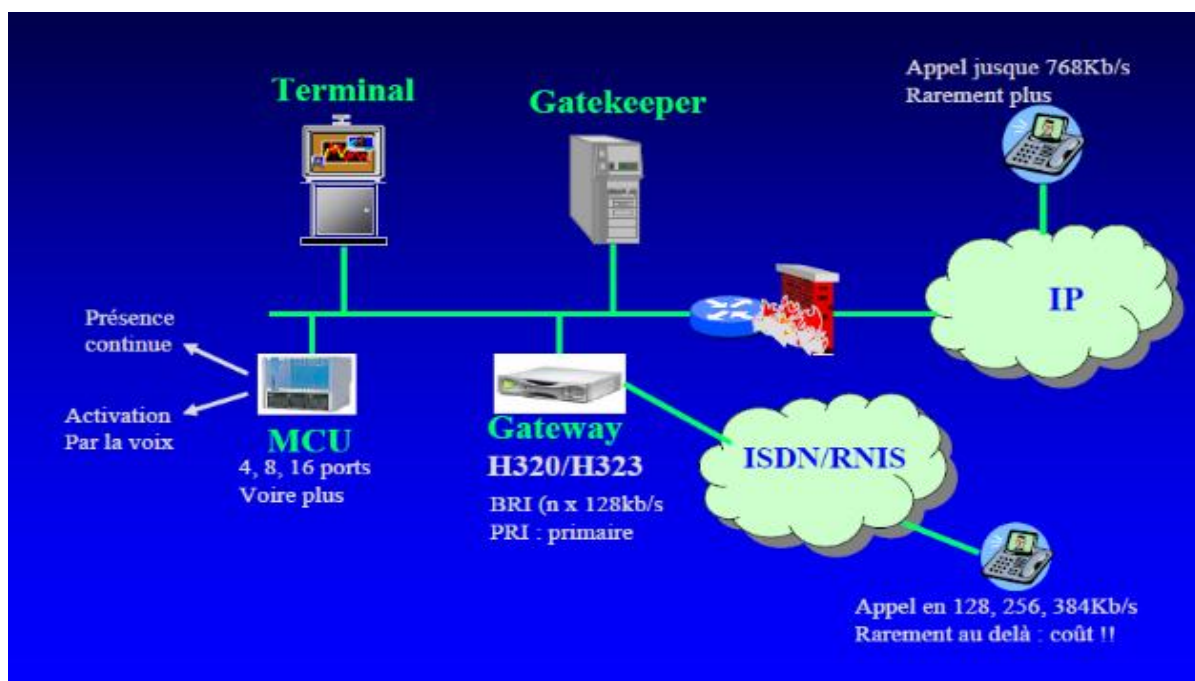 Terminal
Gatekeeper
Appel jusque 768Kb/s
Rarement plus
IP
Présence
continue
Activation
Par la voix
MCU
4, 8, 16 ports
Voire plus
Gateway
H320/H323
BRI (n x 128kb/s
PRI : primaire
ISDN/RNIS
Appel en 128, 256, 384Kb/s
Rarement au delà : coût !!